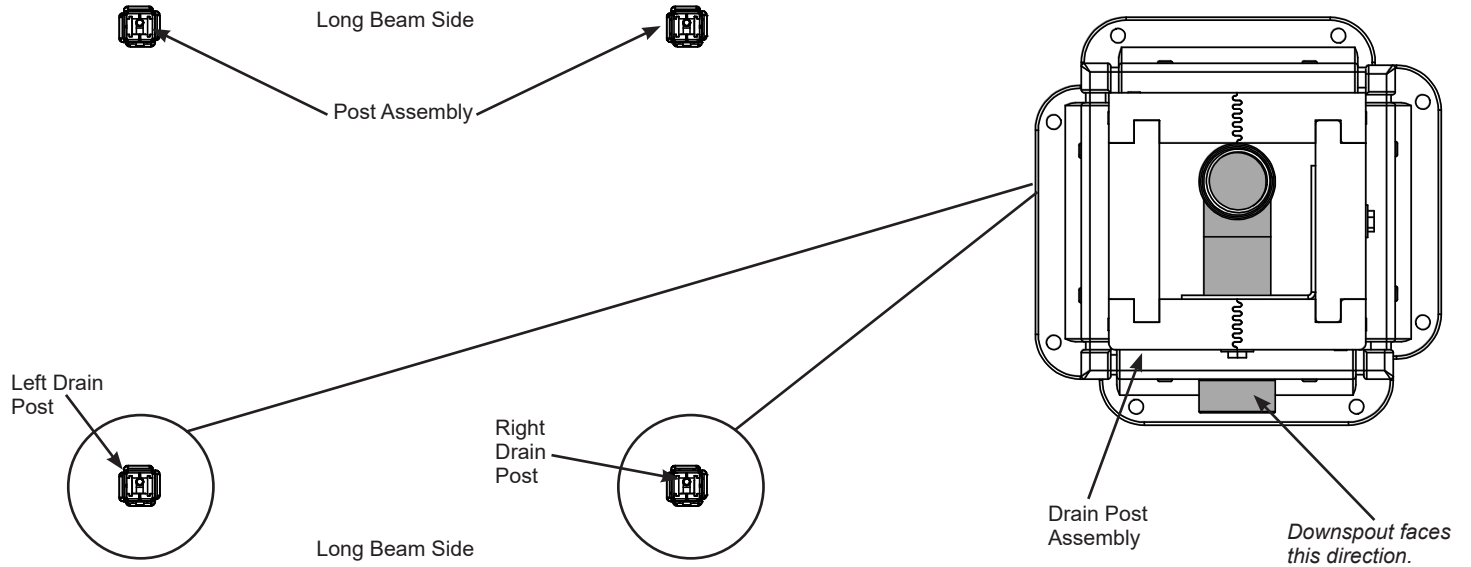 Long Beam Side
Post Assembly
Left Drain
Post
Right
Drain
Post
Long Beam Side
Drain Post
Assembly
Downspout faces
this direction.